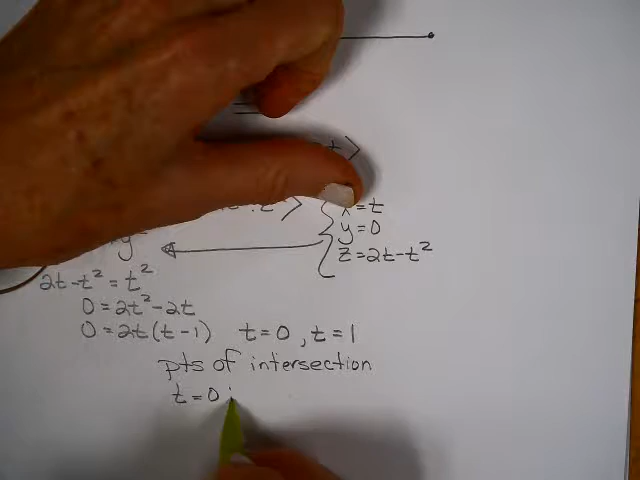 x=t
y=0
z=2t-t²
2t-t²=t²
0=2t²-2t
0=2t(t-1) t=0, t=1
pts of intersection
t=0: